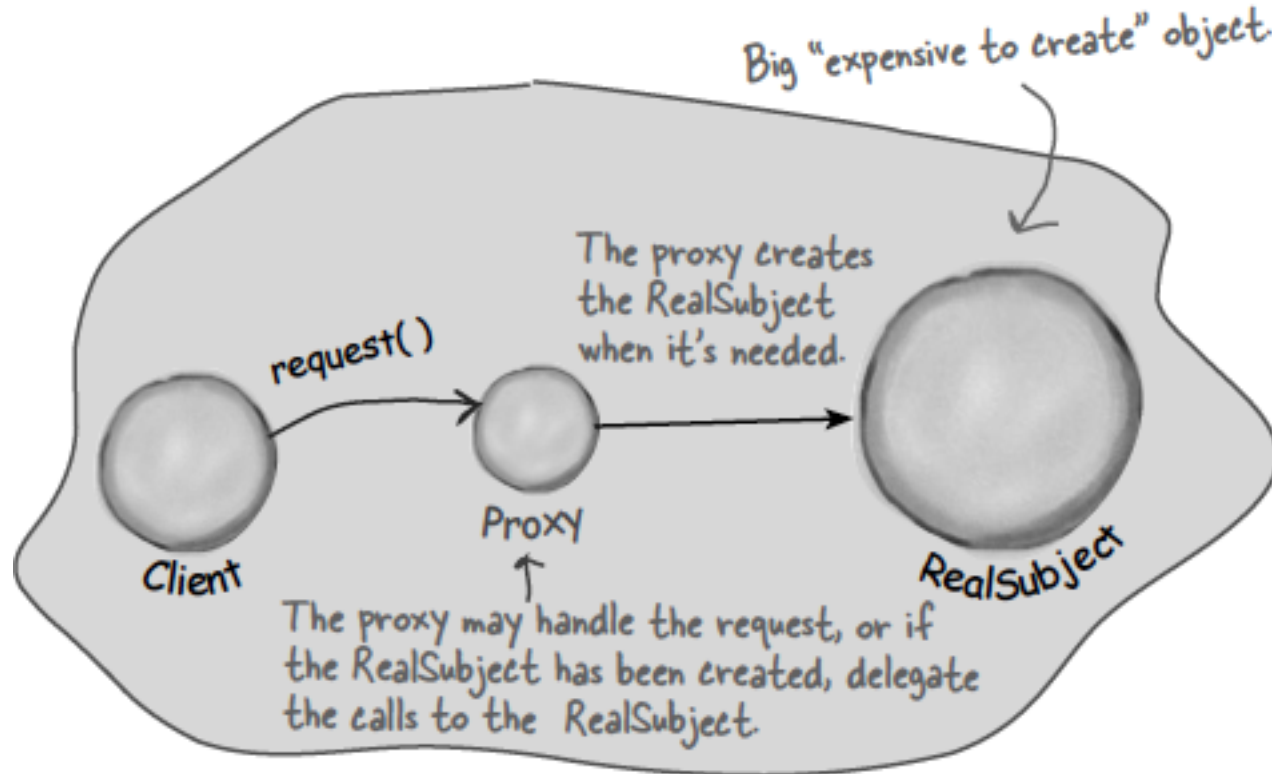 Big “expensive to create” object.
The proxy creates
the RealSubject
when it's needed.
request()
Client
Proxy
RealSubject
The proxy may handle the request, or if
the RealSubject has been created, delegate
the calls to the RealSubject.